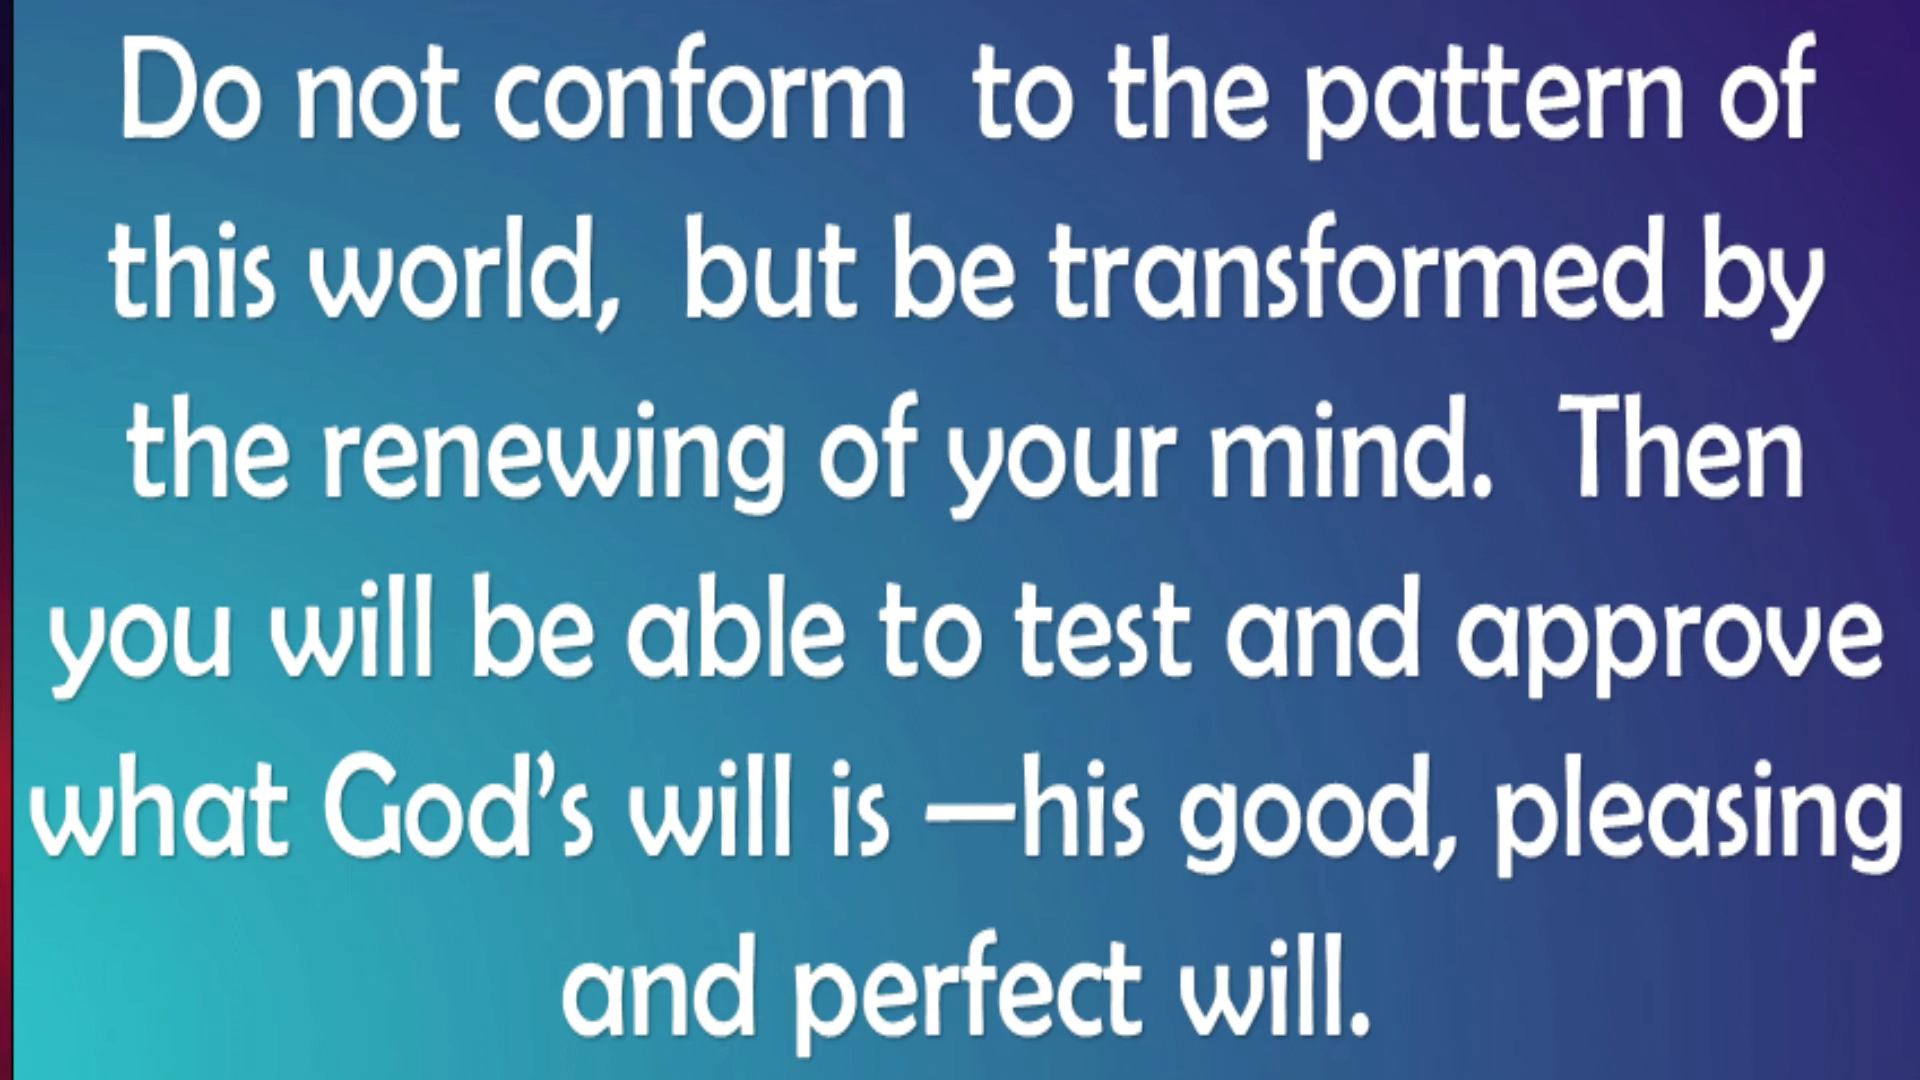 Do not conform  to the pattern of
this world,  but be transformed by
the renewing of your mind.  Then
you will be able to test and approve
what God’s will is —his good, pleasing
and perfect will.